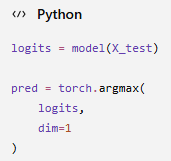 </> Python
logits = model(X_test)
pred = torch.argmax(
    logits,
    dim=1
)